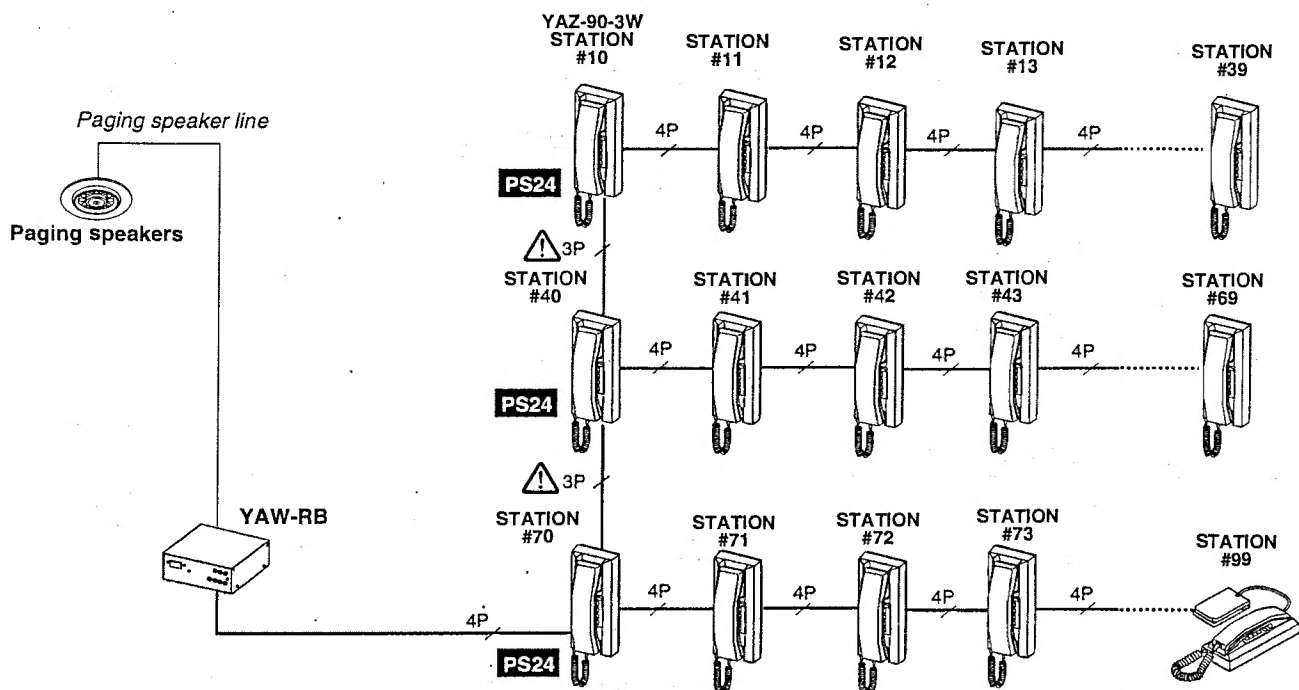 YAZ-90-3W
STATION
#10
STATION
#11
STATION
#12
STATION
#13
STATION
#39
Paging speaker line
4P
4P
4P
4P
PS24
Paging speakers
3P
STATION
#40
STATION
#41
STATION
#42
STATION
#43
STATION
#69
4P
4P
4P
4P
PS24
3P
YAW-RB
STATION
#70
STATION
#71
STATION
#72
STATION
#73
STATION
#99
4P
4P
4P
4P
4P
PS24